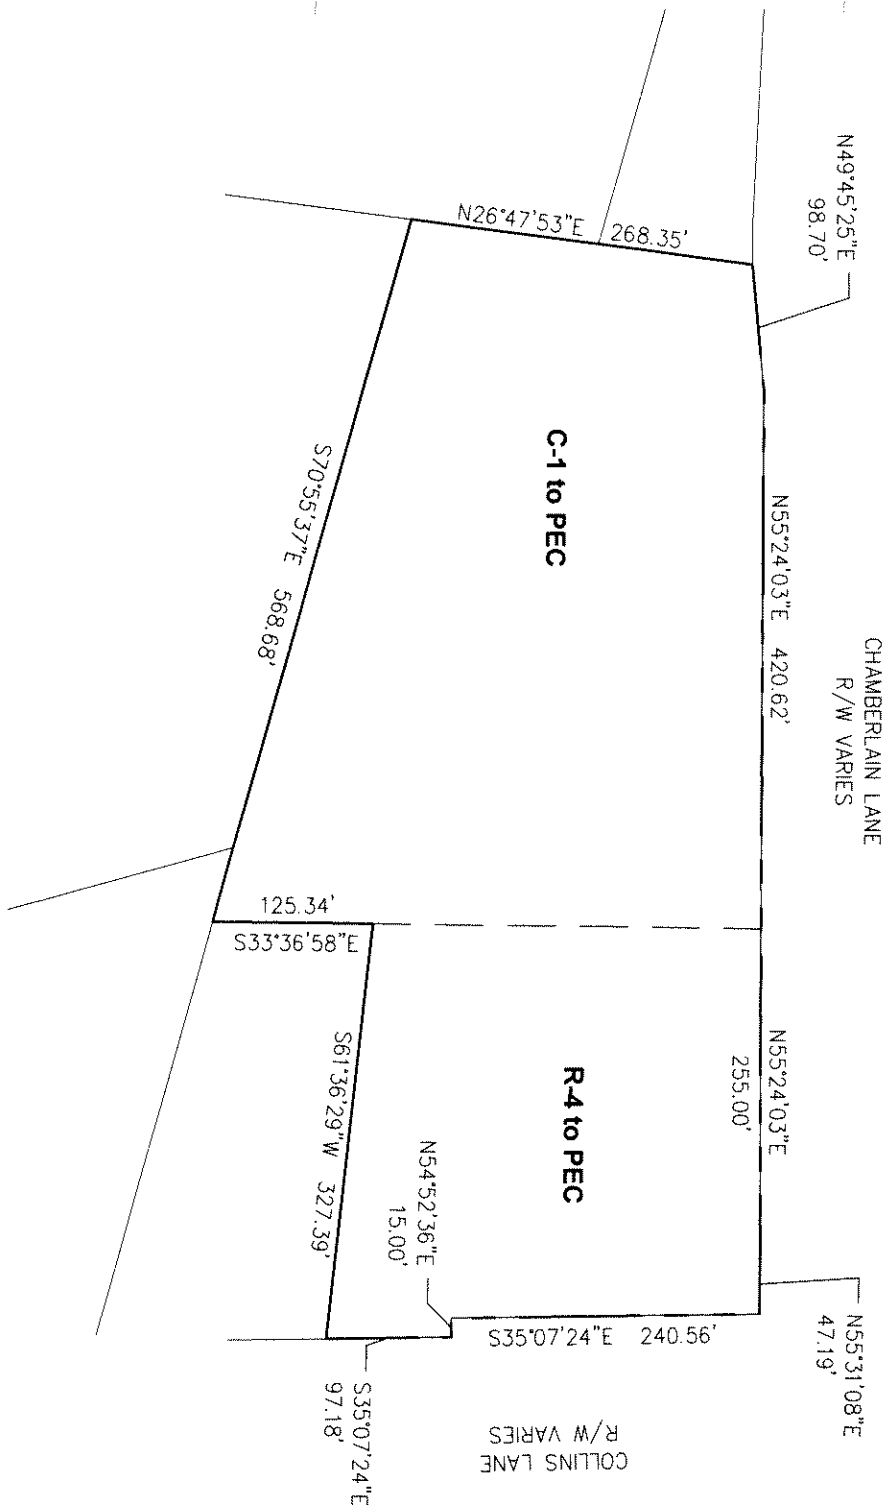 N49°45'25"E
98.70'
N26°47'53"E 268.35'
C-1 to PEC
N55°24'03"E 420.62'
CHAMBERLAIN LANE
R/W VARIES
S70°55'37"E 568.68'
125.34'
S33°36'58"E
N55°24'03"E
255.00'
R-4 to PEC
S61°36'29"W 327.39'
N54°52'36"E
15.00'
S35°07'24"E 240.56'
N55°31'08"E
47.19'
S35°07'24"E
97.18'
COLLINS LANE
R/W VARIES